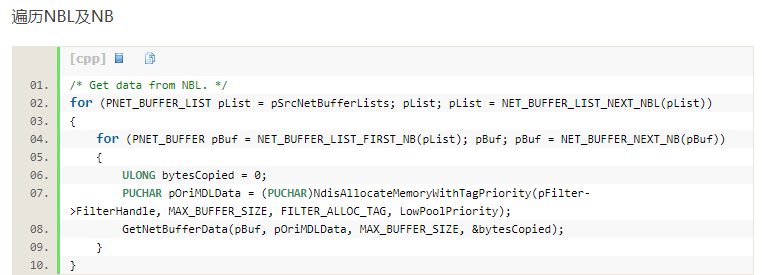 遍历NBL及NB
[cpp]
01. /* Get data from NBL. */
02. for (PNET_BUFFER_LIST pList = pSrcNetBufferLists; pList; pList = NET_BUFFER_LIST_NEXT_NBL(pList))
03. {
04.     for (PNET_BUFFER pBuf = NET_BUFFER_LIST_FIRST_NB(pList); pBuf; pBuf = NET_BUFFER_NEXT_NB(pBuf))
05.     {
06.         ULONG bytesCopied = 0;
07.         PUCHAR pOriMDLData = (PUCHAR)NdisAllocateMemoryWithTagPriority(pFilter-
>FilterHandle, MAX_BUFFER_SIZE, FILTER_ALLOC_TAG, LowPoolPriority);
08.         GetNetBufferData(pBuf, pOriMDLData, MAX_BUFFER_SIZE, &bytesCopied);
09.     }
10. }